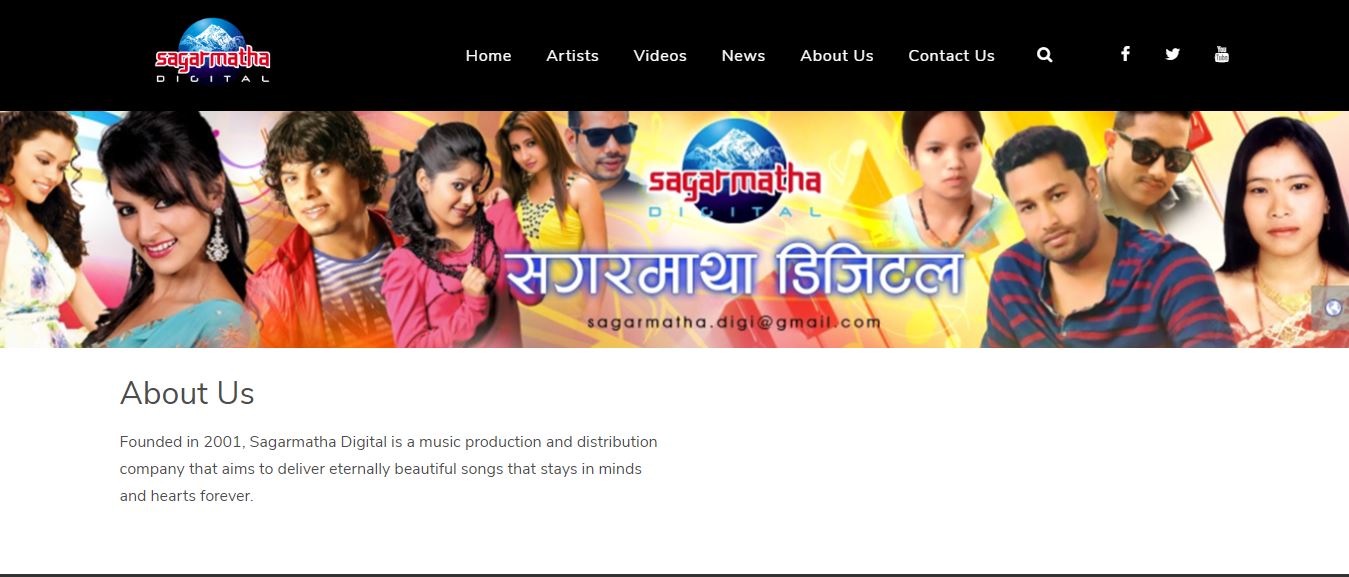 sagarmatha
DIGITAL
Home Artists Videos News About Us Contact Us
You
Tube
sagarmatha
DIGITAL
सगरमाथा डिजिटल
sagarmatha.digi@gmail.com
About Us
Founded in 2001, Sagarmatha Digital is a music production and distribution
company that aims to deliver eternally beautiful songs that stays in minds
and hearts forever.